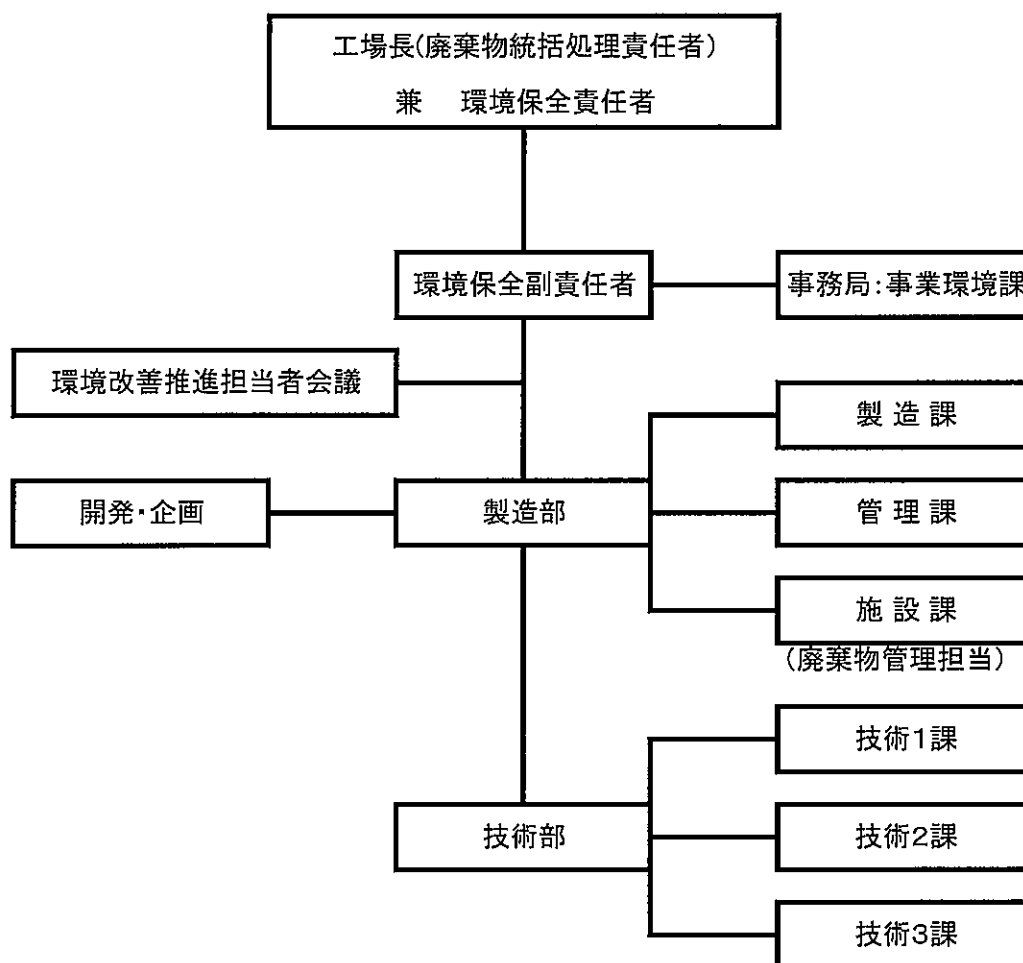 工場長(廃棄物統括処理責任者)
兼 環境保全責任者
環境保全副責任者
事務局:事業環境課
環境改善推進担当者会議
製 造 課
開発・企画
製造部
管 理 課
施 設 課
(廃棄物管理担当)
技術1課
技術部
技術2課
技術3課